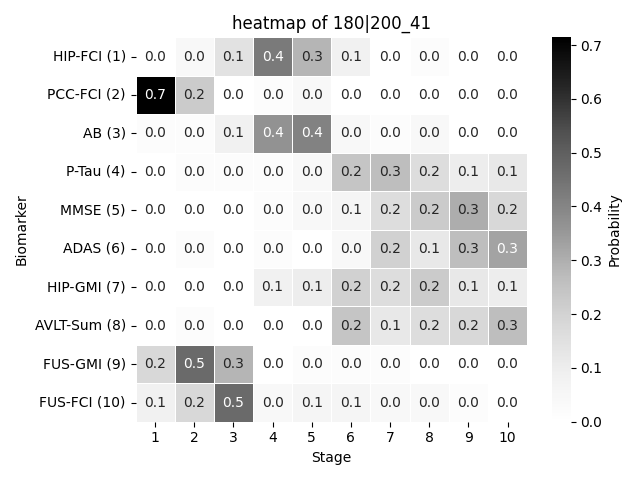 heatmap of 180|200_41
HIP-FCI (1) 0.0 0.0 0.1 0.4 0.3 0.1 0.0 0.0 0.0 0.0
PCC-FCI (2) 0.7 0.2 0.0 0.0 0.0 0.0 0.0 0.0 0.0 0.0
AB (3) 0.0 0.0 0.1 0.4 0.4 0.0 0.0 0.0 0.0 0.0
P-Tau (4) 0.0 0.0 0.0 0.0 0.0 0.2 0.3 0.2 0.1 0.1
MMSE (5) 0.0 0.0 0.0 0.0 0.0 0.1 0.2 0.2 0.3 0.2
ADAS (6) 0.0 0.0 0.0 0.0 0.0 0.0 0.2 0.1 0.3 0.3
HIP-GMI (7) 0.0 0.0 0.0 0.1 0.1 0.2 0.2 0.2 0.1 0.1
AVLT-Sum (8) 0.0 0.0 0.0 0.0 0.0 0.2 0.1 0.2 0.2 0.3
FUS-GMI (9) 0.2 0.5 0.3 0.0 0.0 0.0 0.0 0.0 0.0 0.0
FUS-FCI (10) 0.1 0.2 0.5 0.0 0.1 0.1 0.0 0.0 0.0 0.0
1 2 3 4 5 6 7 8 9 10
Stage
Biomarker
0.7
0.6
0.5
0.4
0.3
0.2
0.1
0.0
Probability